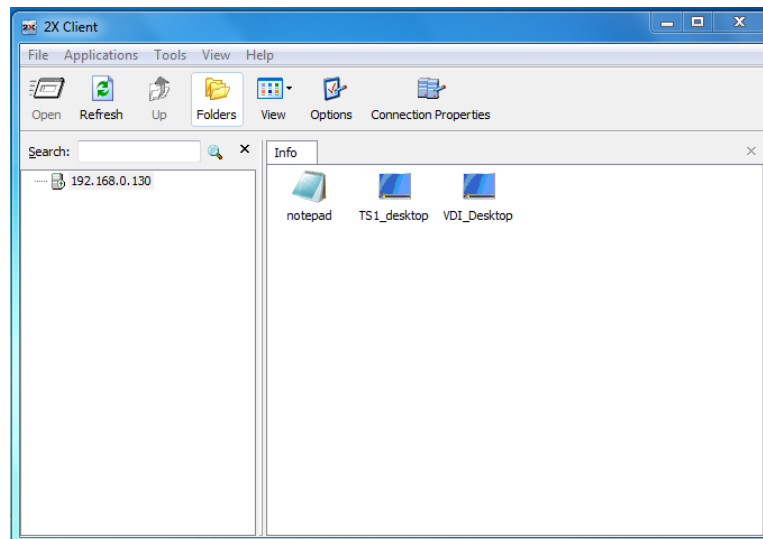 2X Client
File Applications Tools View Help
Open Refresh Up Folders View Options Connection Properties
Search:
Info
192.168.0.130
notepad TS1_desktop VDI_Desktop